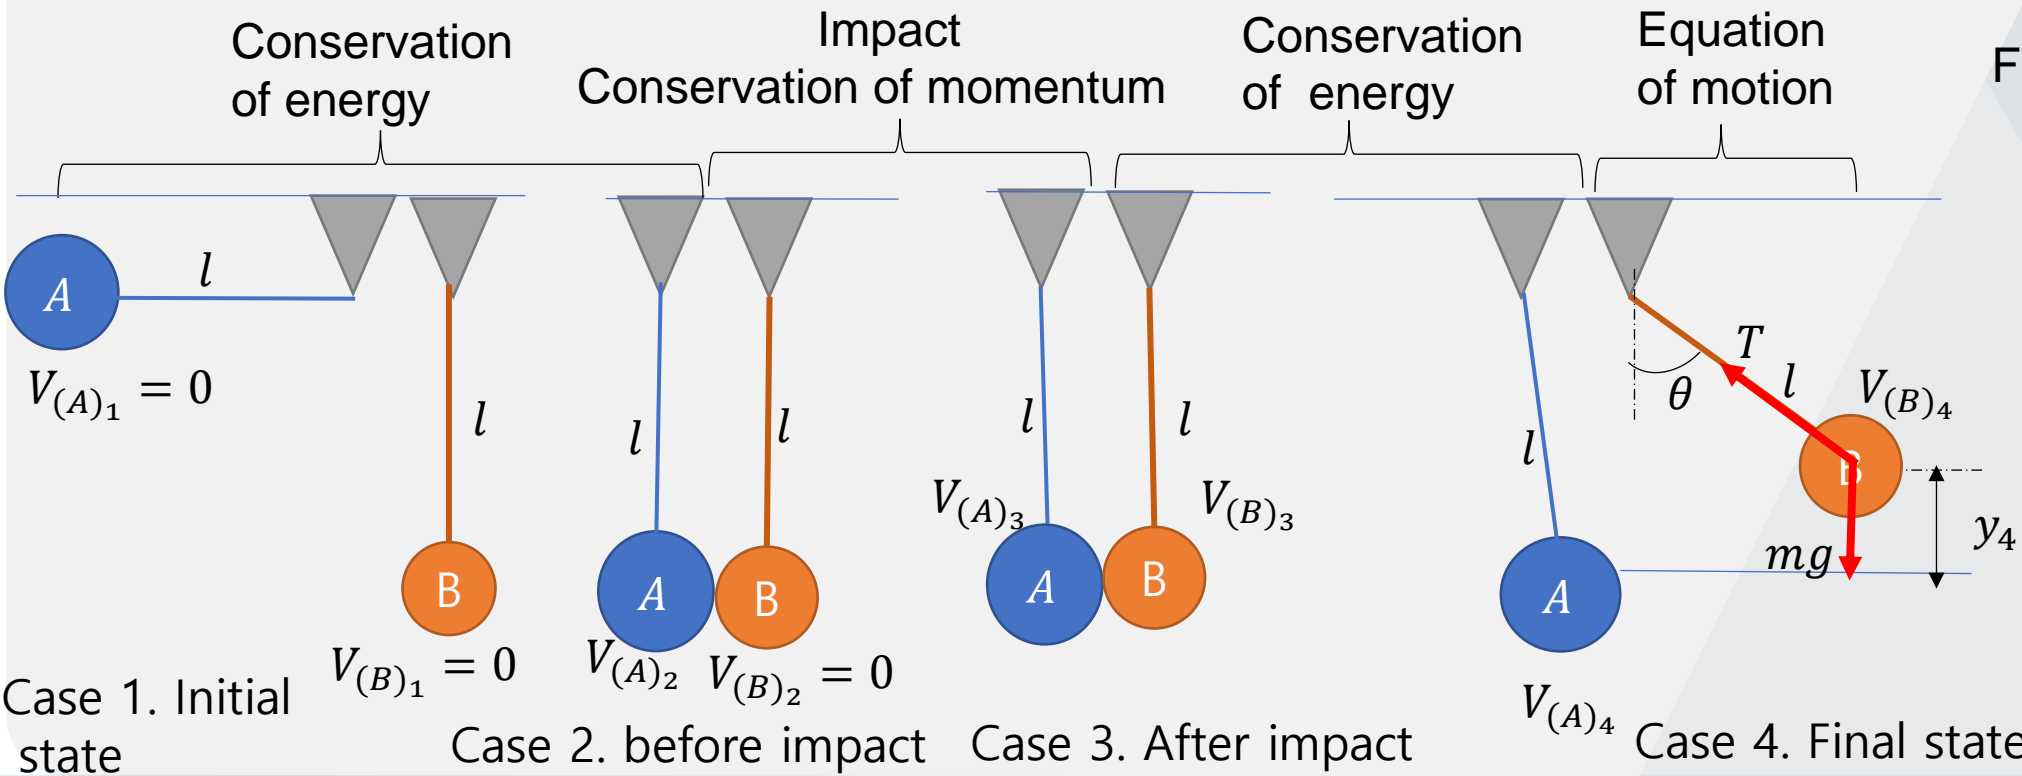 Conservation
of energy
Impact
Conservation of momentum
Conservation
of energy
Equation
of motion
F
A
l
V(A)₁ = 0
l
B
V(B)₁ = 0
Case 1. Initial
state
l
l
A
B
V(A)₂
V(B)₂ = 0
Case 2. before impact
l
l
V(A)₃
V(B)₃
A
B
Case 3. After impact
T
l
θ
V(B)₄
l
B
y₄
mg
A
V(A)₄
Case 4. Final state